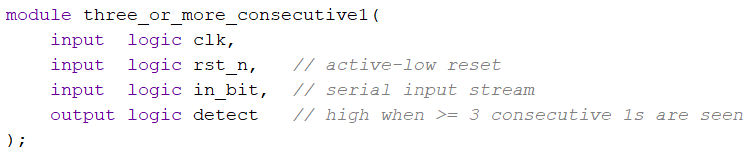 module three_or_more_consecutive1(
    input  logic clk,
    input  logic rst_n,   // active-low reset
    input  logic in_bit,  // serial input stream
    output logic detect   // high when >= 3 consecutive 1s are seen
);